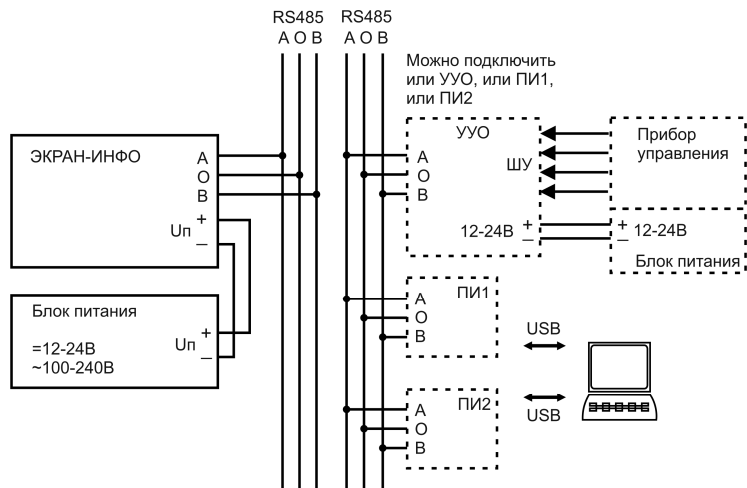 RS485 RS485
А О В А О В
Можно подключить
или УУО, или ПИ1,
или ПИ2
ЭКРАН-ИНФО
А
О
В
Uп
+
–
Блок питания
=12-24В
~100-240В
Uп
+
–
УУО
А
О
В
ШУ
12-24В
+
–
Прибор
управления
+
–
12-24В
Блок питания
ПИ1
А
О
В
USB
ПИ2
А
О
В
USB